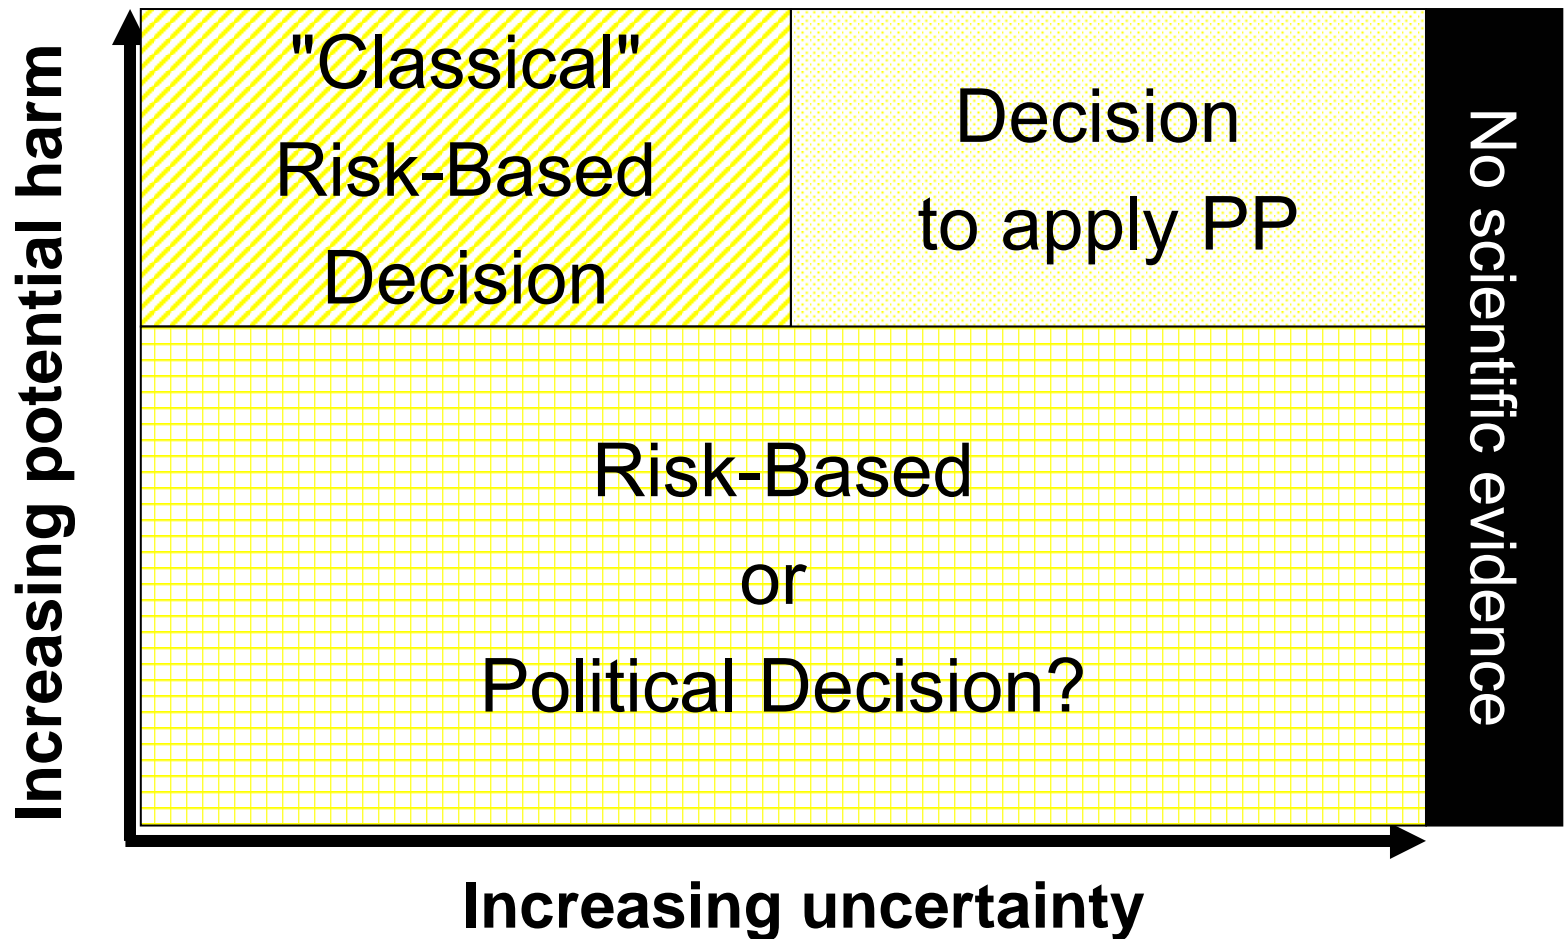 Increasing potential harm
"Classical"
Risk-Based
Decision
Decision
to apply PP
No scientific evidence
Risk-Based
or
Political Decision?
Increasing uncertainty